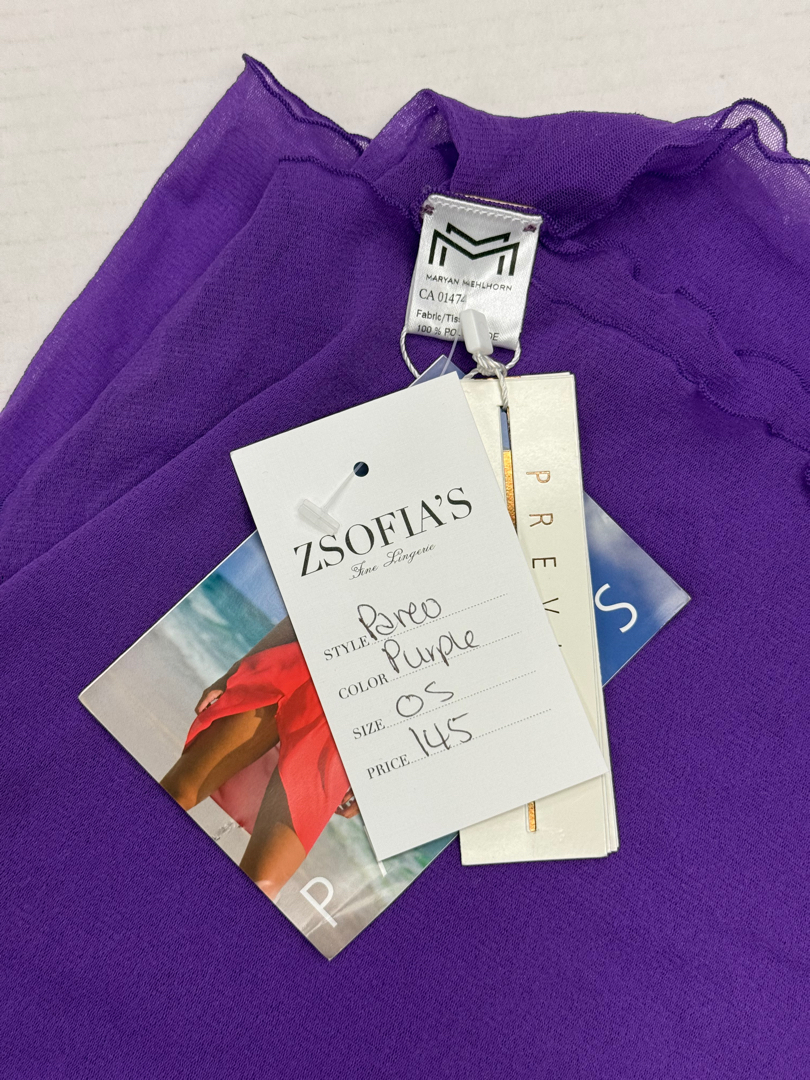 MARYAN MEHLHORN
CA 01474
Fabric/Tis
100 % PO DE
ZSOFIA'S
Fine Lingerie
STYLE Pareo
COLOR Purple
SIZE OS
PRICE 145
PREV
S
P